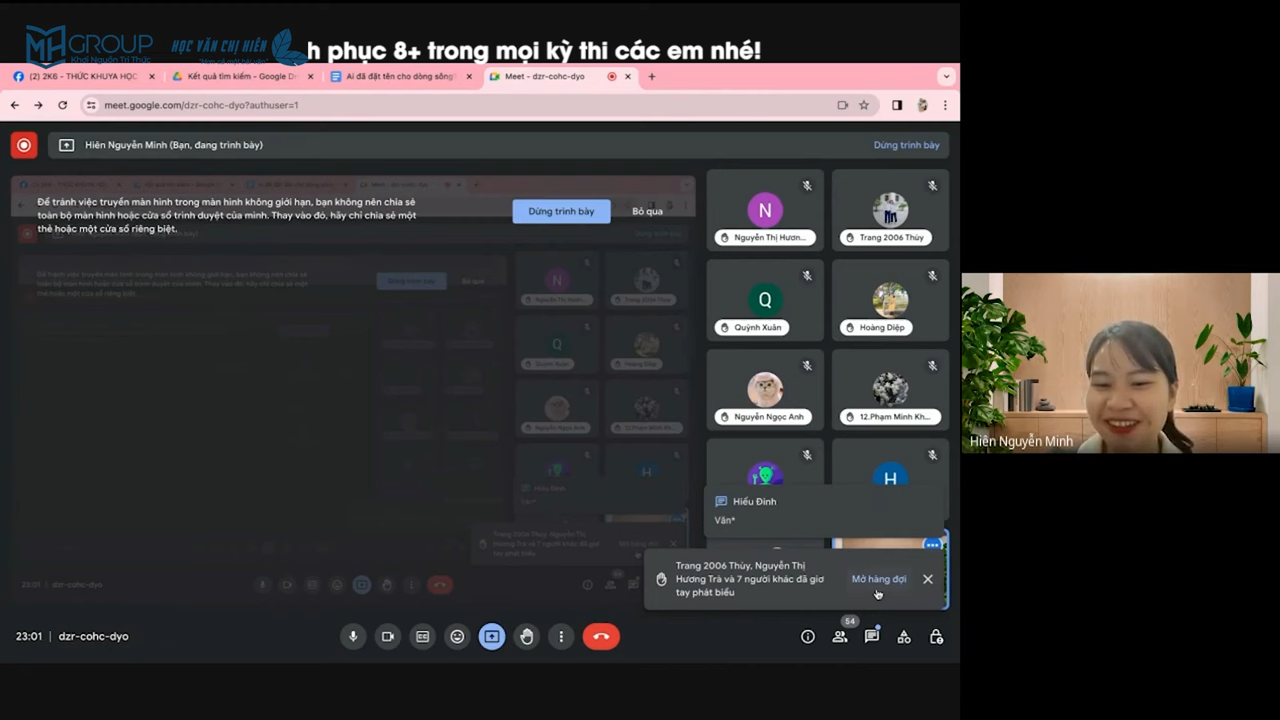 MH GROUP
Khơi Nguồn Tri Thức
HỌC VĂN CHỊ HIÊN
h phục 8+ trong mọi kỳ thi các em nhé!
(2) 2K6 - THỨC KHUYA HỌC
Kết quả tìm kiếm - Google Dr
Ai đã đặt tên cho dòng sông
Meet - dzr-cohc-dyo
meet.google.com/dzr-cohc-dyo?authuser=1
Hiên Nguyễn Minh (Bạn, đang trình bày)
Dừng trình bày
Để tránh việc truyền màn hình trong màn hình không giới hạn, bạn không nên chia sẻ
toàn bộ màn hình hoặc cửa sổ trình duyệt của mình. Thay vào đó, hãy chỉ chia sẻ một
thẻ hoặc một cửa sổ riêng biệt.
Dừng trình bày
Bỏ qua
N
Nguyễn Thị Hươn...
Trang 2006 Thùy
Q
Quỳnh Xuân
Hoàng Diệp
Nguyễn Ngọc Anh
12.Phạm Minh Kh...
H
Hiếu Đinh
Văn*
Trang 2006 Thùy, Nguyễn Thị
Hương Trà và 7 người khác đã giơ
tay phát biểu
Mở hàng đợi
Hiên Nguyễn Minh
23:01
dzr-cohc-dyo
54